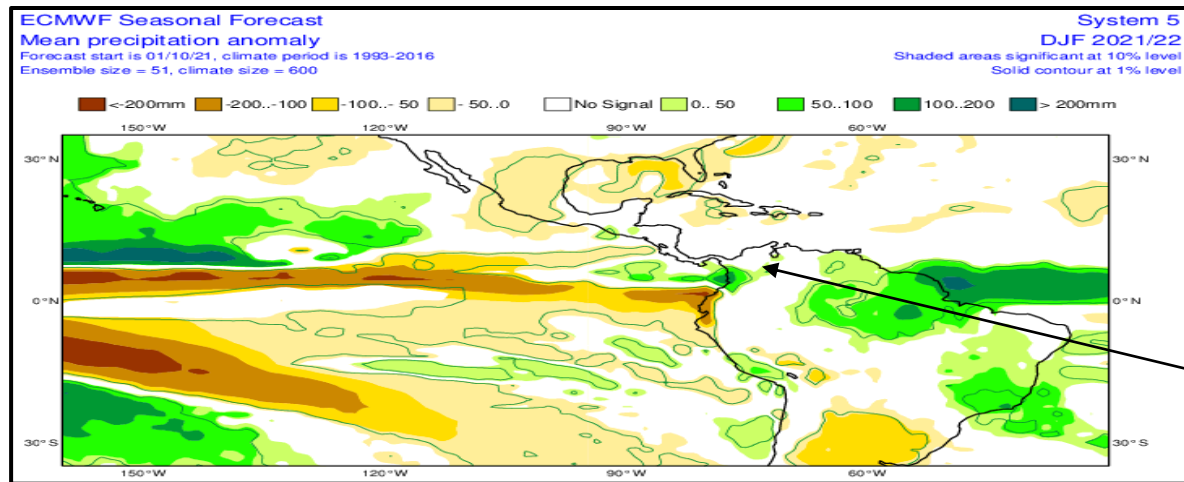 ECMWF Seasonal Forecast System 5
Mean precipitation anomaly DJF 2021/22
Forecast start is 01/10/21, climate period is 1993-2016 Shaded areas significant at 10% level
Ensemble size = 51, climate size = 600 Solid contour at 1% level
<-200mm -200..-100 -100..- 50 - 50..0 No Signal 0.. 50 50..100 100..200 > 200mm
150°W 120°W 90°W 60°W
30°N 30°N
0°N 0°N
30°S 30°S
150°W 120°W 90°W 60°W